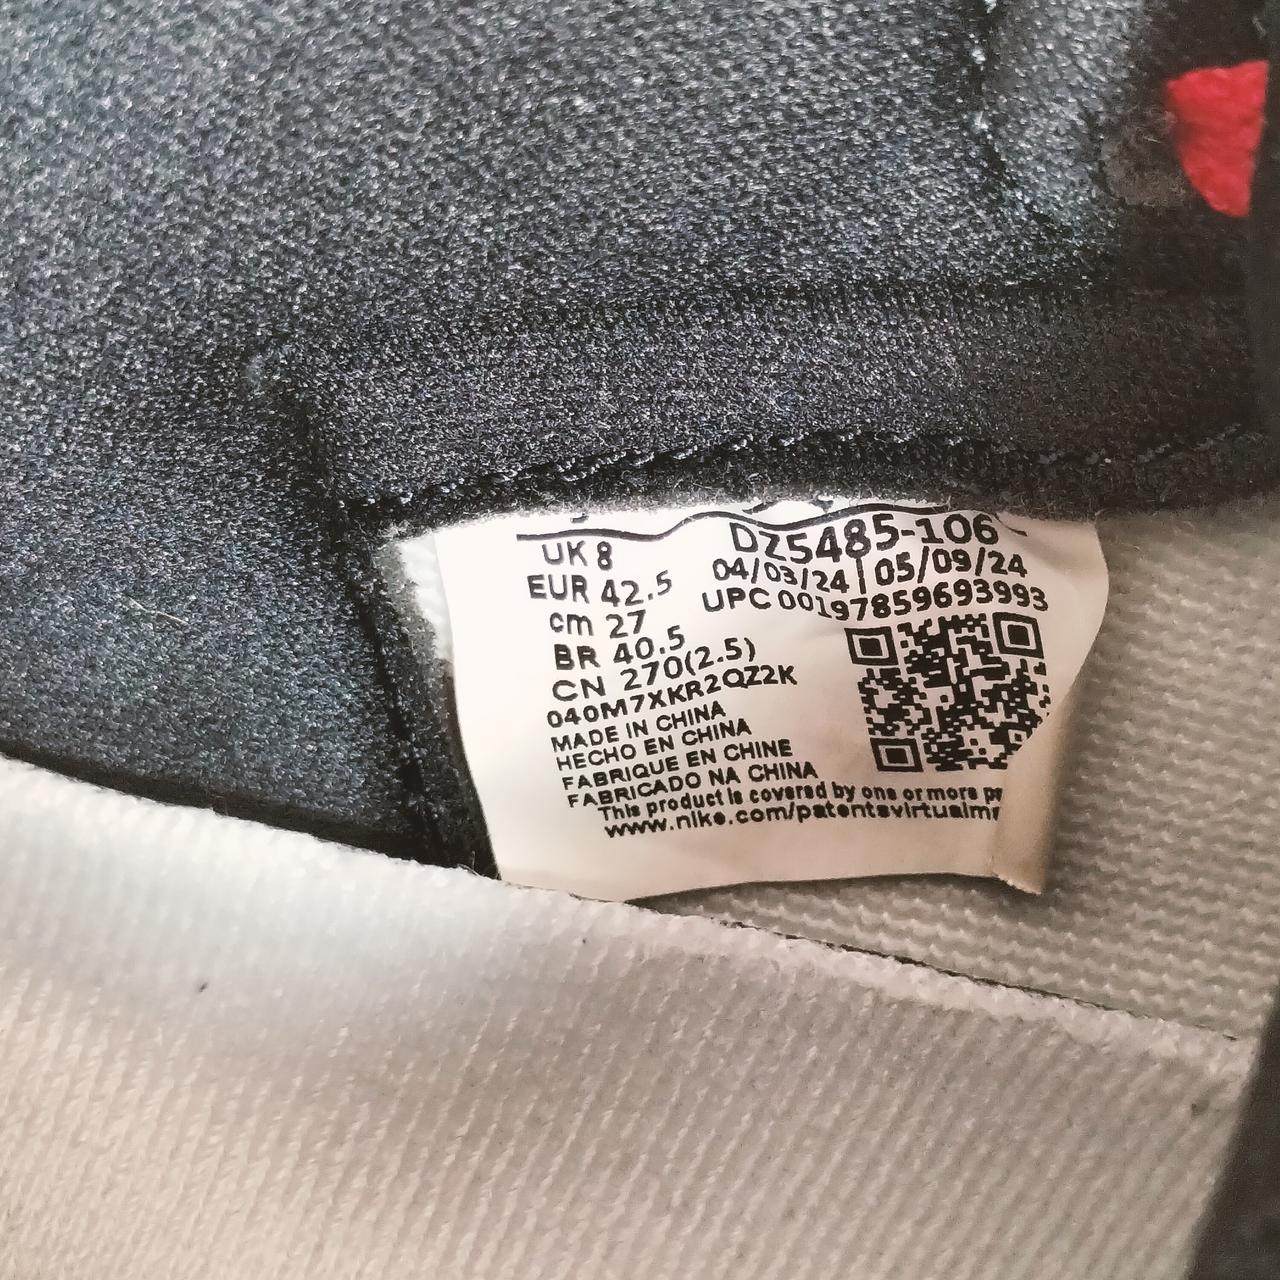 UK 8
EUR 42.5
cm 27
BR 40.5
CN 270(2.5)
040M7XKR2QZ2K
MADE IN CHINA
HECHO EN CHINA
FABRIQUE EN CHINE
FABRICADO NA CHINA
This product is covered by one or more
www.nike.com/patentsvirtualm
DZ5485-106
04/03/24 | 05/09/24
UPC 00197859693993